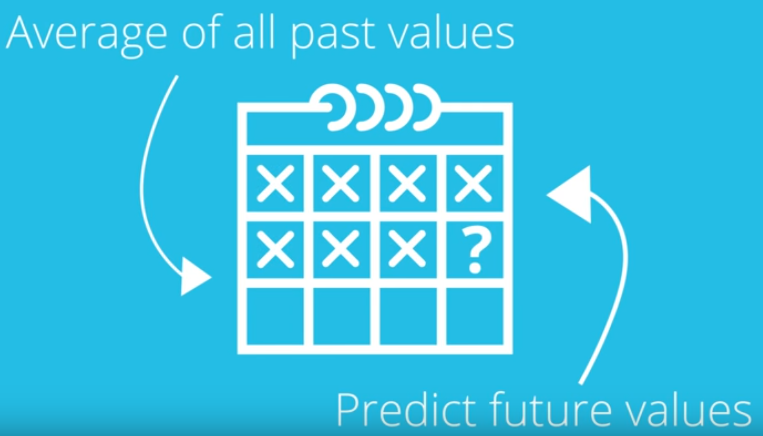 Average of all past values
?
Predict future values